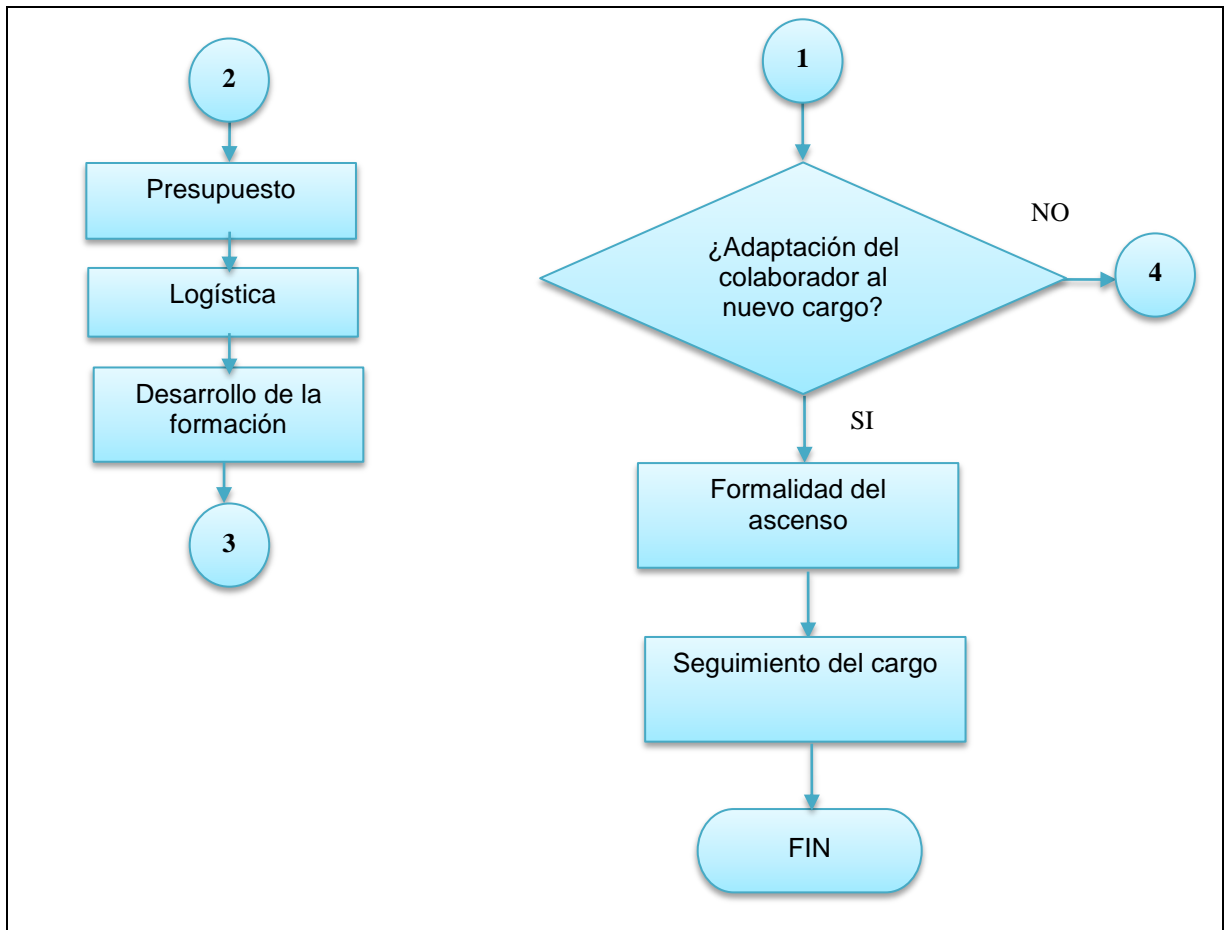 2
Presupuesto
Logística
Desarrollo de la
formación
3
1
¿Adaptación del
colaborador al
nuevo cargo?
NO
4
SI
Formalidad del
ascenso
Seguimiento del cargo
FIN